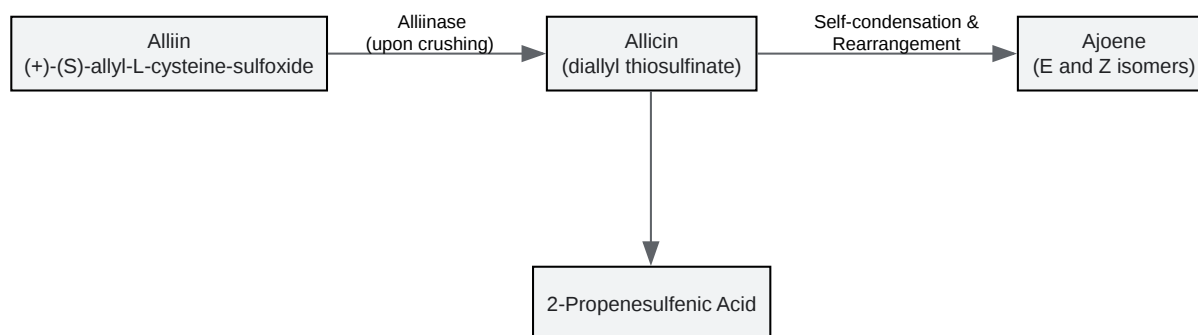 Alliin
(+)-(S)-allyl-L-cysteine-sulfoxide
Alliinase
(upon crushing)
Allicin
(diallyl thiosulfinate)
Self-condensation &
Rearrangement
Ajoene
(E and Z isomers)
2-Propenesulfenic Acid